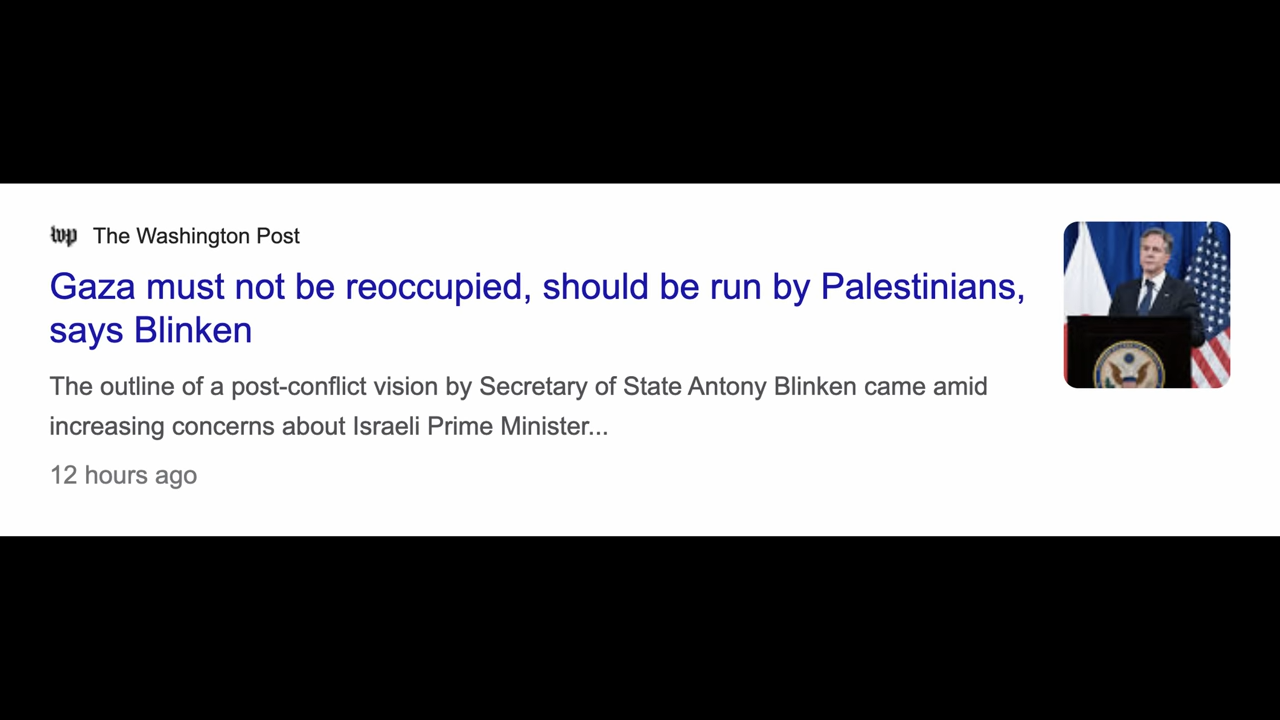 wp The Washington Post
Gaza must not be reoccupied, should be run by Palestinians,
says Blinken
The outline of a post-conflict vision by Secretary of State Antony Blinken came amid
increasing concerns about Israeli Prime Minister...
12 hours ago